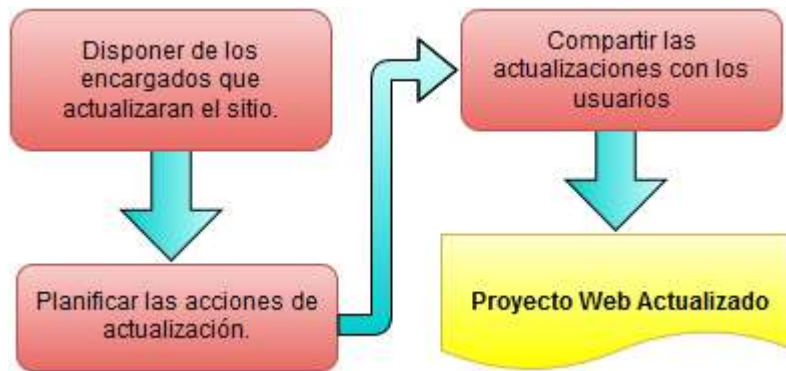 Disponer de los
encargados que
actualizaran el sitio.
Planificar las acciones de
actualización.
Compartir las
actualizaciones con los
usuarios
Proyecto Web Actualizado